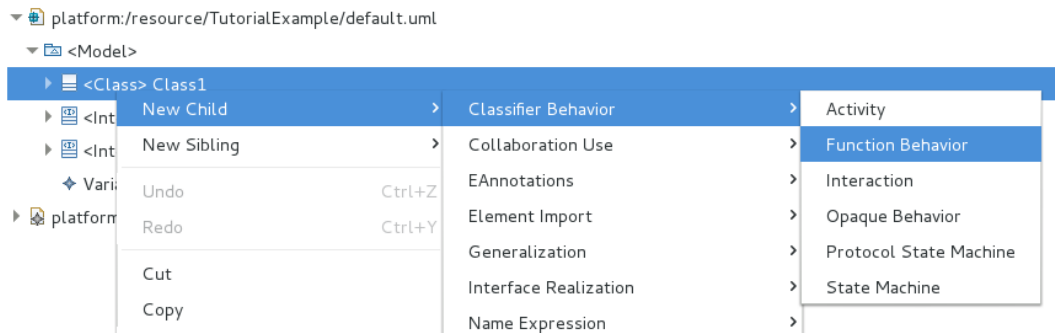 platform:/resource/TutorialExample/default.uml
<Model>
<Class> Class1
<Int
<Int
Varia
platform
New Child
New Sibling
Undo Ctrl+Z
Redo Ctrl+Y
Cut
Copy
Classifier Behavior
Collaboration Use
EAnnotations
Element Import
Generalization
Interface Realization
Name Expression
Activity
Function Behavior
Interaction
Opaque Behavior
Protocol State Machine
State Machine